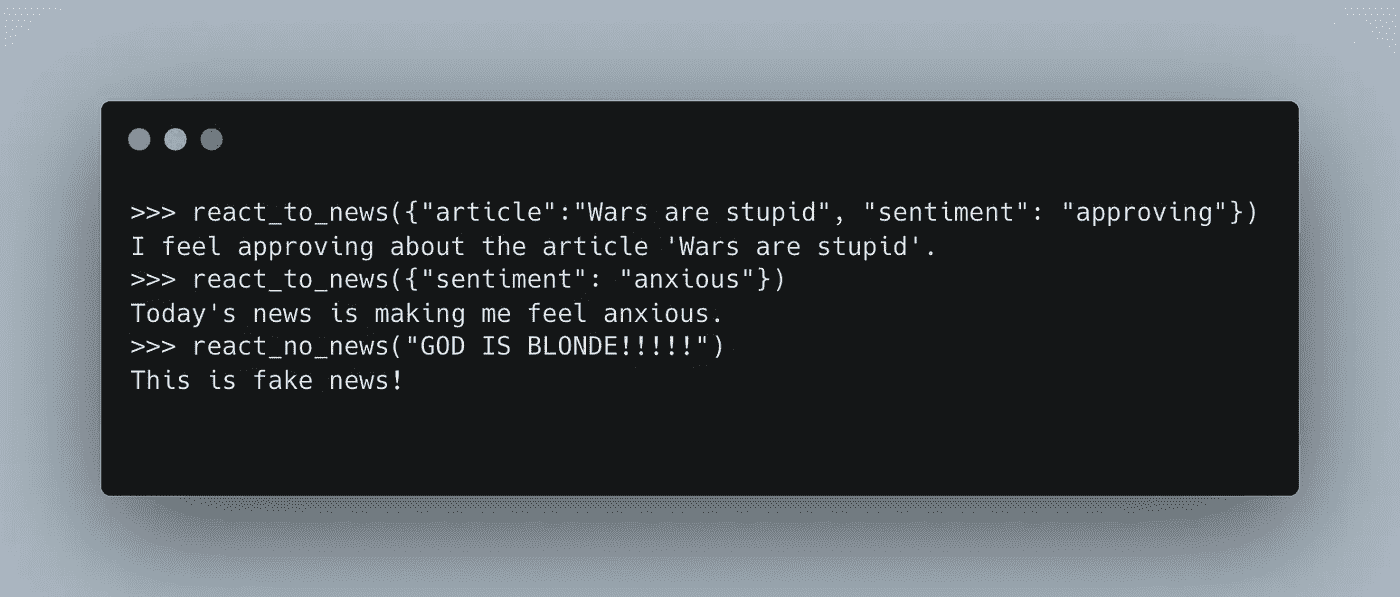 >>> react_to_news({"article":"Wars are stupid", "sentiment": "approving"})
I feel approving about the article 'Wars are stupid'.
>>> react_to_news({"sentiment": "anxious"})
Today's news is making me feel anxious.
>>> react_no_news("GOD IS BLONDE!!!!!")
This is fake news!